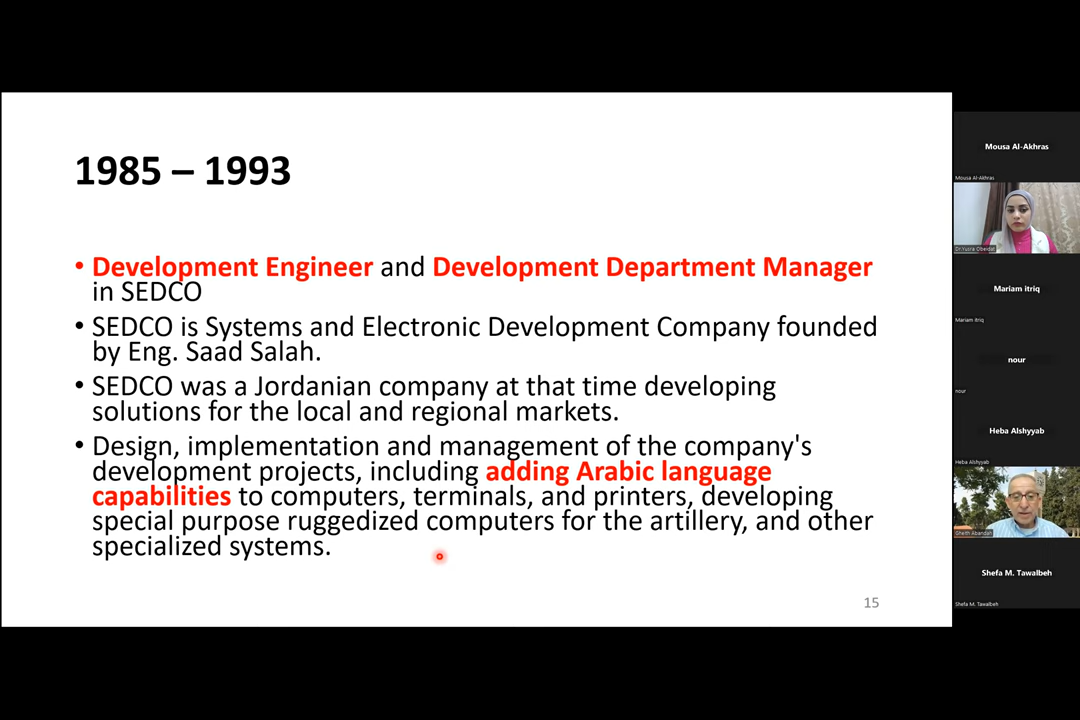 1985 – 1993
• Development Engineer and Development Department Manager
in SEDCO
• SEDCO is Systems and Electronic Development Company founded
by Eng. Saad Salah.
• SEDCO was a Jordanian company at that time developing
solutions for the local and regional markets.
• Design, implementation and management of the company's
development projects, including adding Arabic language
capabilities to computers, terminals, and printers, developing
special purpose ruggedized computers for the artillery, and other
specialized systems.
15
Mousa Al-Akhras
Mousa Al-Akhras
Dr.Yusra Obeidat
Mariam itriq
Mariam itriq
nour
nour
Heba Alshyyab
Heba Alshyyab
Gheith Abandah
Shefa M. Tawalbeh
Shefa M. Tawalbeh